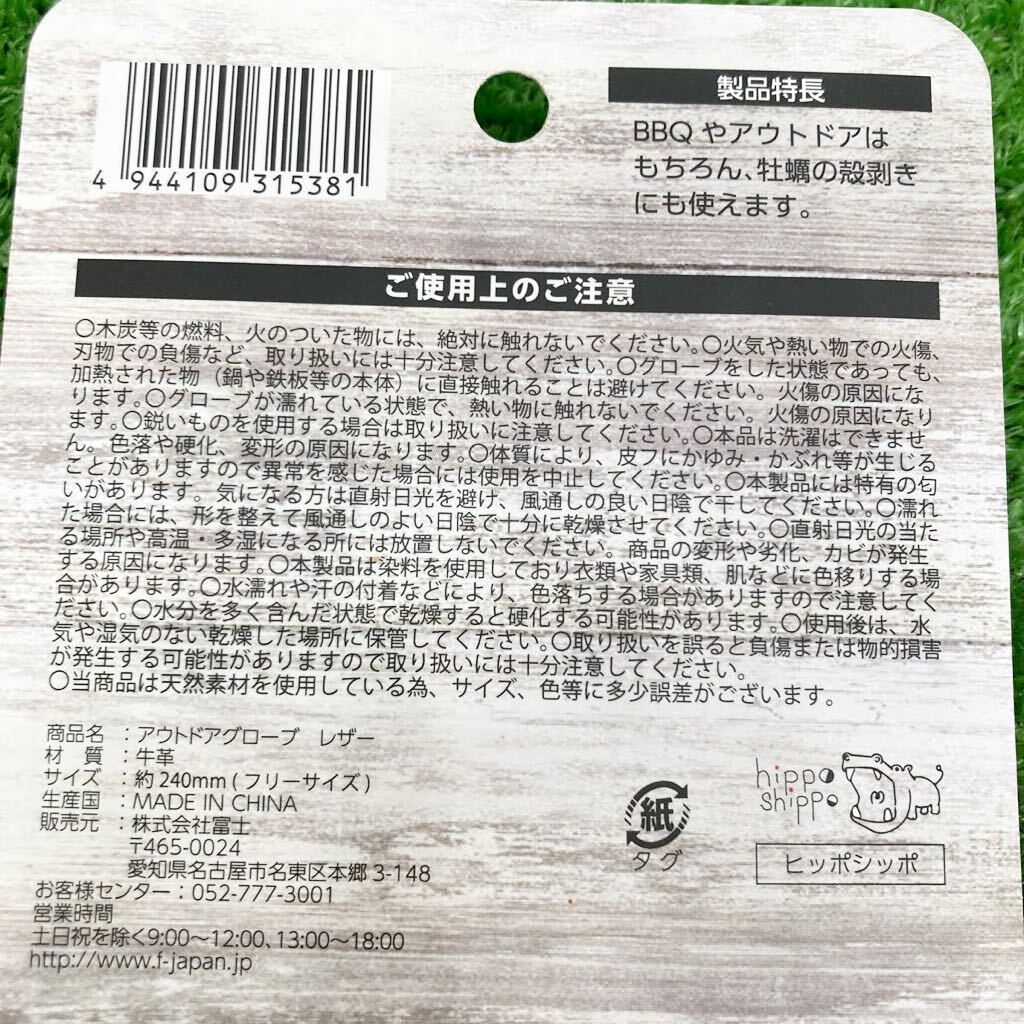 4 944109 315381
製品特長
BBQ やアウトドアは
もちろん、牡蠣の殻剥き
にも使えます。
ご使用上のご注意
〇木炭等の燃料、火のついた物には、絶対に触れないでください。〇火気や熱い物での火傷、
刃物での負傷など、取り扱いには十分注意してください。〇グローブをした状態であっても、
加熱された物（鍋や鉄板等の本体）に直接触れることは避けてください。火傷の原因にな
ります。〇グローブが濡れている状態で、熱い物に触れないでください。火傷の原因になり
ます。〇鋭いものを使用する場合は取り扱いに注意してください。〇本品は洗濯はできませ
ん。色落や硬化、変形の原因になります。〇体質により、皮フにかゆみ・かぶれ等が生じる
ことがありますので異常を感じた場合には使用を中止してください。〇本製品には特有の匂
いがあります。気になる方は直射日光を避け、風通しの良い日陰で干してください。〇濡れ
た場合には、形を整えて風通しのよい日陰で十分に乾燥させてください。〇直射日光の当た
る場所や高温・多湿になる所には放置しないでください。商品の変形や劣化、カビが発生
する原因になります。〇本製品は染料を使用しており衣類や家具類、肌などに色移りする場
合があります。〇水濡れや汗の付着などにより、色落ちする場合がありますので注意してく
ださい。〇水分を多く含んだ状態で乾燥すると硬化する可能性があります。〇使用後は、水
気や湿気のない乾燥した場所に保管してください。〇取り扱いを誤ると負傷または物的損害
が発生する可能性がありますので取り扱いには十分注意してください。
〇当商品は天然素材を使用している為、サイズ、色等に多少誤差がございます。
商品名 ：アウトドアグローブ レザー
材 質 ：牛革
サイズ ：約 240mm ( フリーサイズ )
生産国 ：MADE IN CHINA
販売元 ：株式会社富士
〒465-0024
愛知県名古屋市名東区本郷 3-148
お客様センター：052-777-3001
営業時間
土日祝を除く9:00〜12:00、13:00〜18:00
http://www.f-japan.jp
紙
タグ
hippo
shippo
ヒッポシッポ